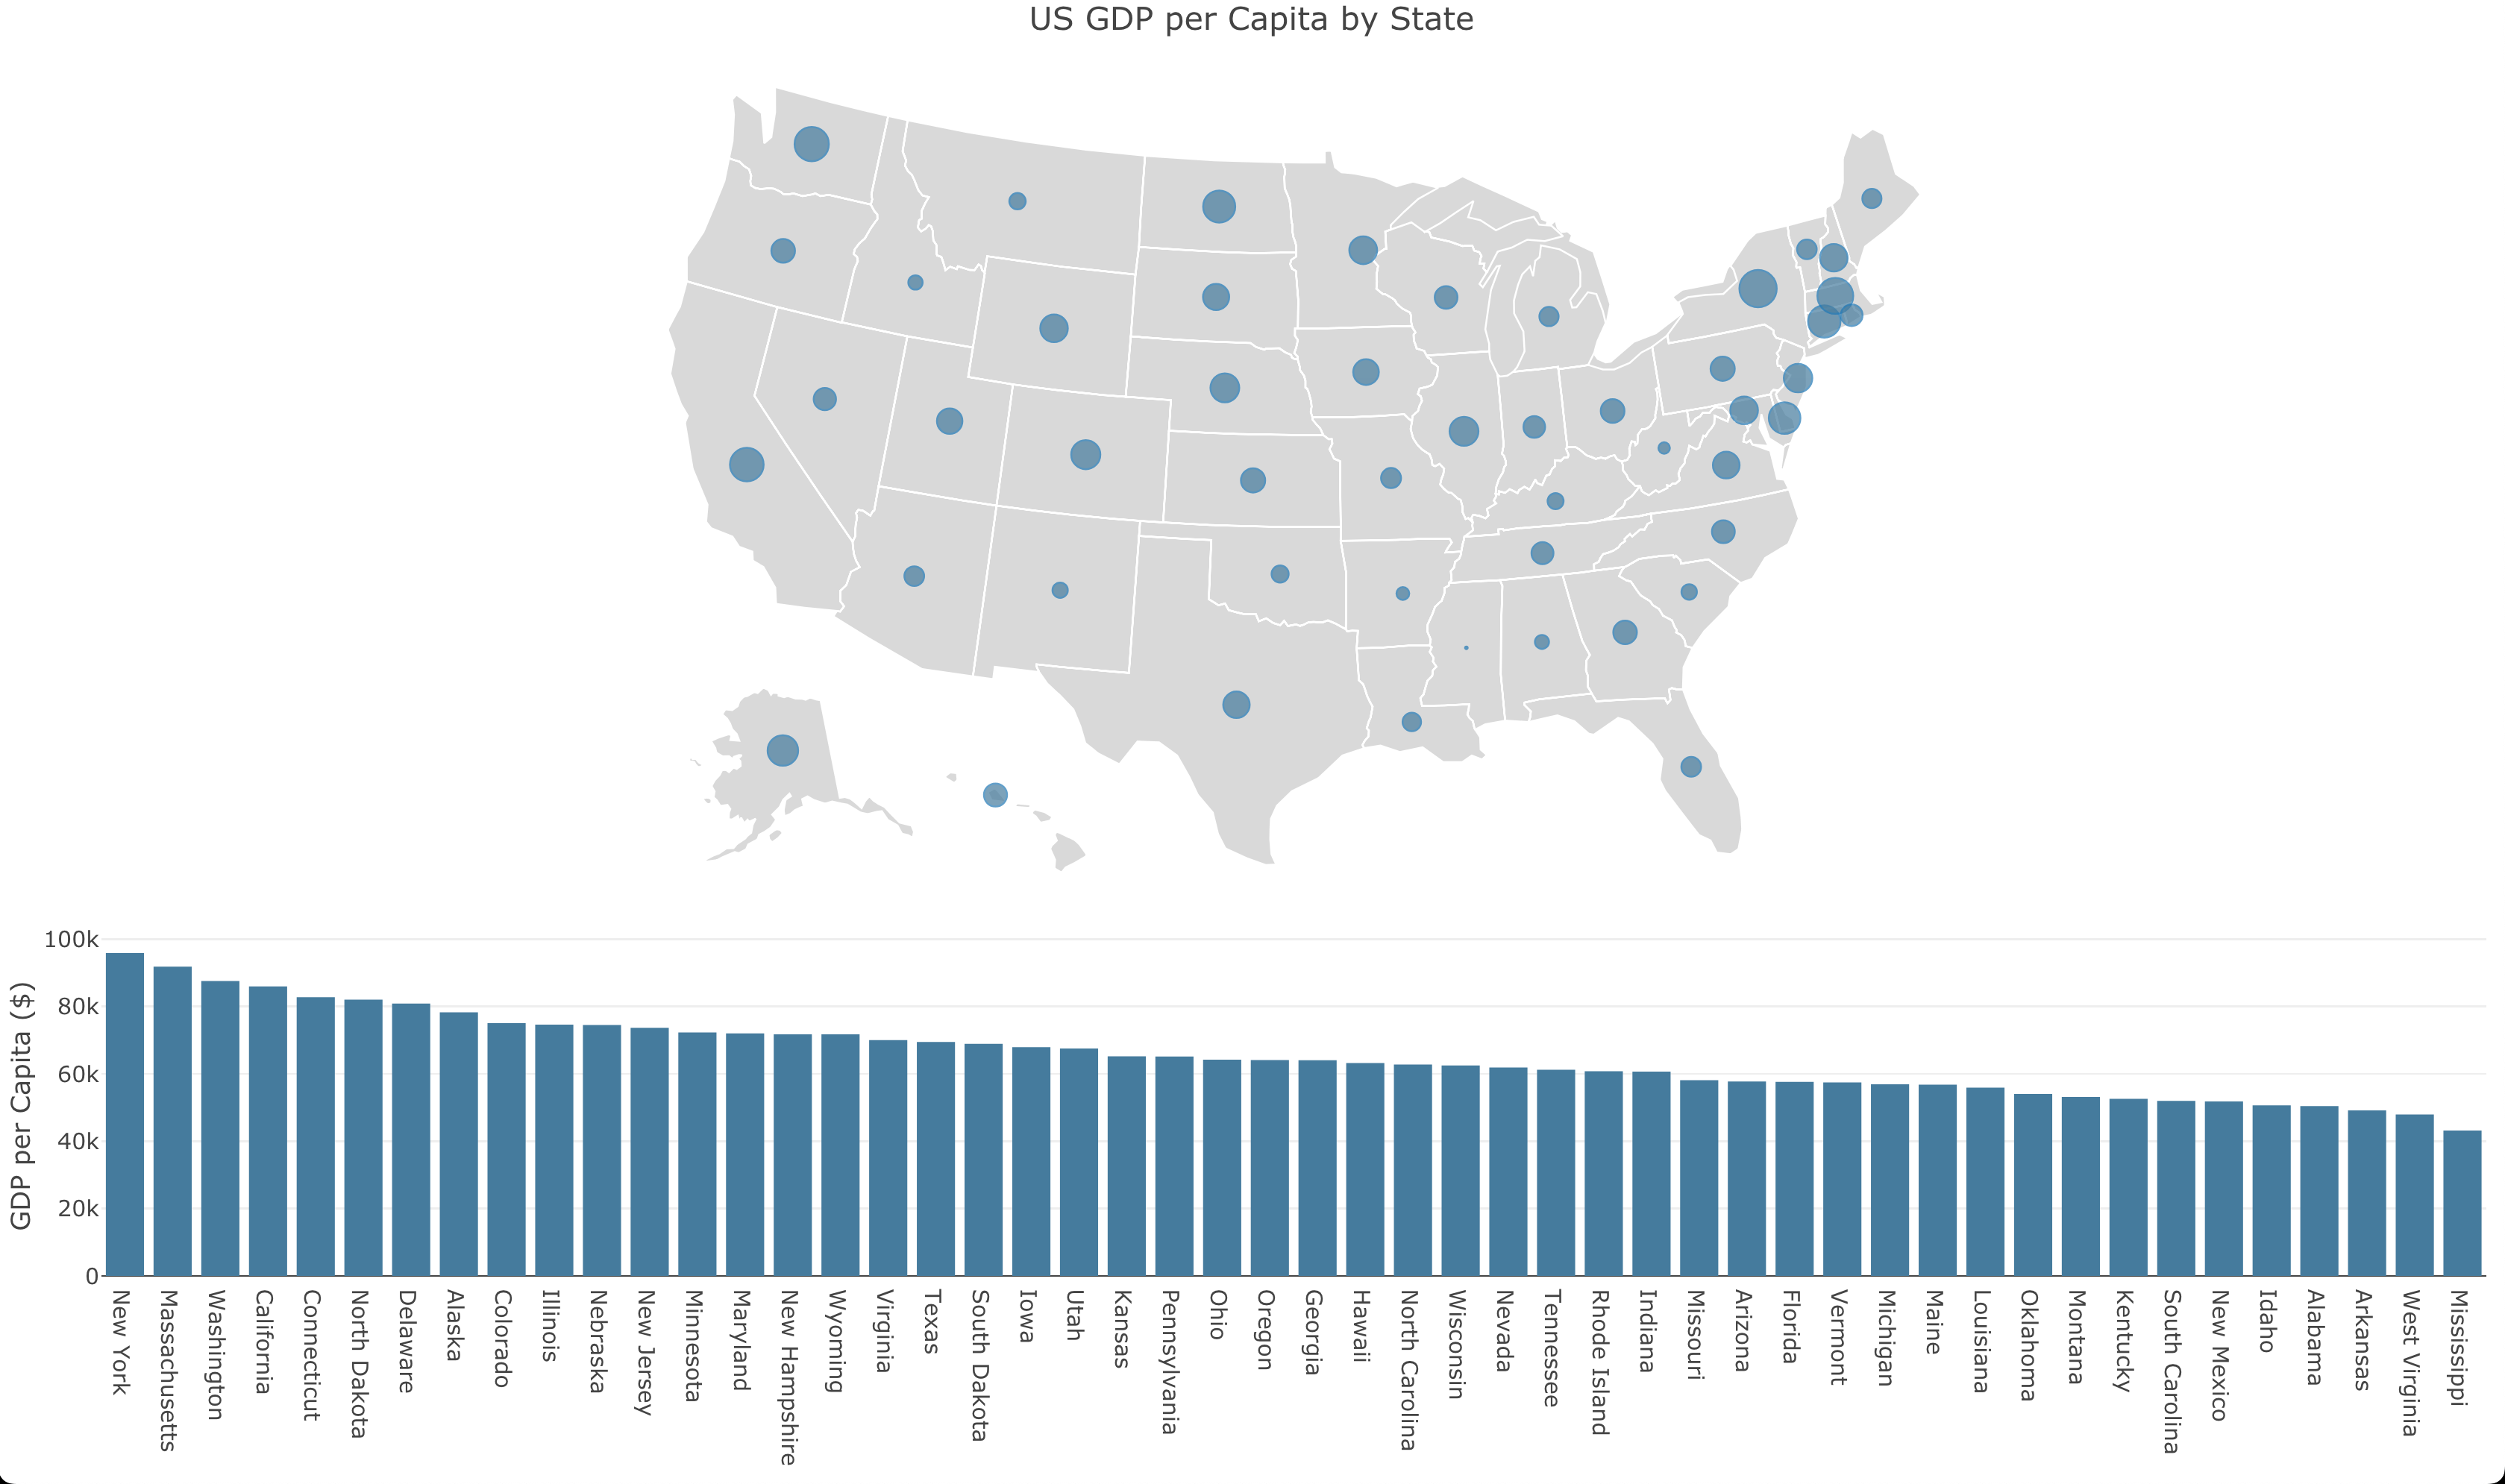 US GDP per Capita by State
GDP per Capita ($)
100k
80k
60k
40k
20k
0
New York
Massachusetts
Washington
California
Connecticut
North Dakota
Delaware
Alaska
Colorado
Illinois
Nebraska
New Jersey
Minnesota
Maryland
New Hampshire
Wyoming
Virginia
Texas
South Dakota
Iowa
Utah
Kansas
Pennsylvania
Ohio
Oregon
Georgia
Hawaii
North Carolina
Wisconsin
Nevada
Tennessee
Rhode Island
Indiana
Missouri
Arizona
Florida
Vermont
Michigan
Maine
Louisiana
Oklahoma
Montana
Kentucky
South Carolina
New Mexico
Idaho
Alabama
Arkansas
West Virginia
Mississippi